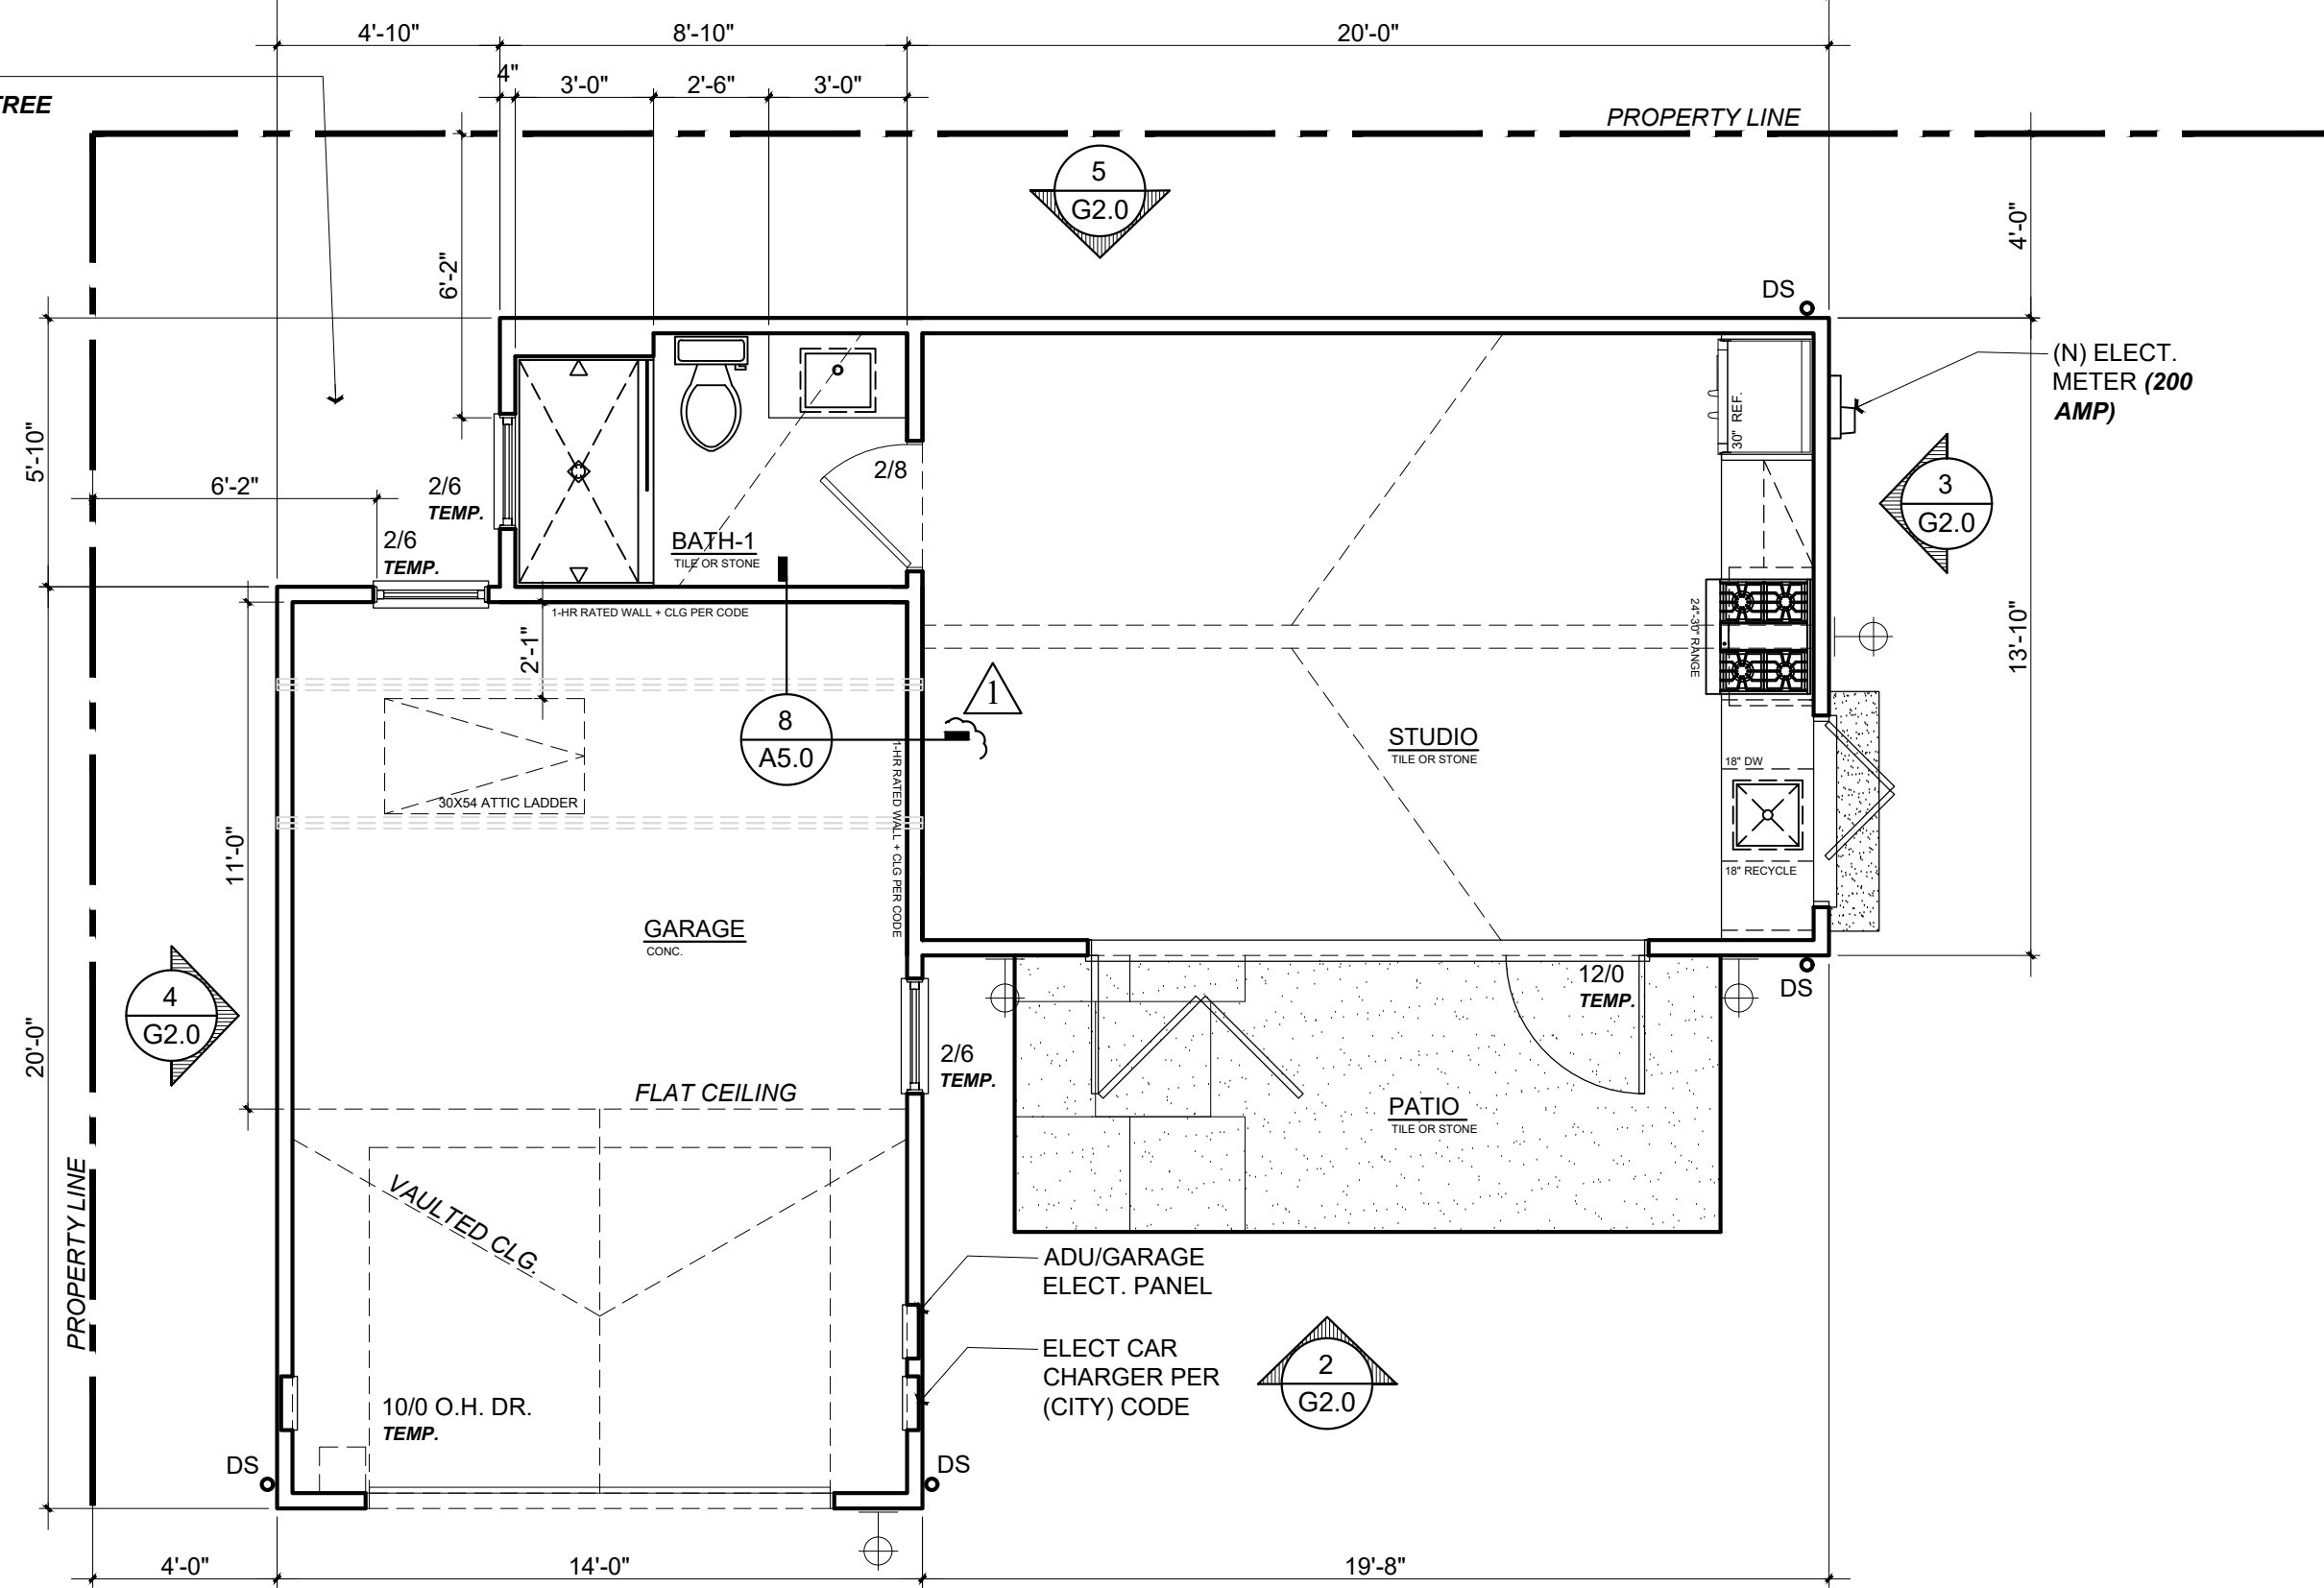 4'-10"
8'-10"
20'-0"
4"
3'-0"
2'-6"
3'-0"
TREE
PROPERTY LINE
5
G2.0
4'-0"
6'-2"
DS
(N) ELECT.
METER (200
AMP)
30" REF.
5'-10"
2/8
6'-2"
2/6
TEMP.
3
G2.0
2/6
TEMP.
BATH-1
TILE OR STONE
1-HR RATED WALL + CLG PER CODE
24"-30" RANGE
13'-10"
2'-1"
1
8
A5.0
STUDIO
TILE OR STONE
18" DW
1-HR RATED WALL + CLG PER CODE
30X54 ATTIC LADDER
11'-0"
18" RECYCLE
GARAGE
CONC.
12/0
TEMP.
DS
4
G2.0
20'-0"
2/6
TEMP.
FLAT CEILING
PATIO
TILE OR STONE
VAULTED CLG.
PROPERTY LINE
ADU/GARAGE
ELECT. PANEL
ELECT CAR
CHARGER PER
(CITY) CODE
2
G2.0
10/0 O.H. DR.
TEMP.
DS
DS
4'-0"
14'-0"
19'-8"